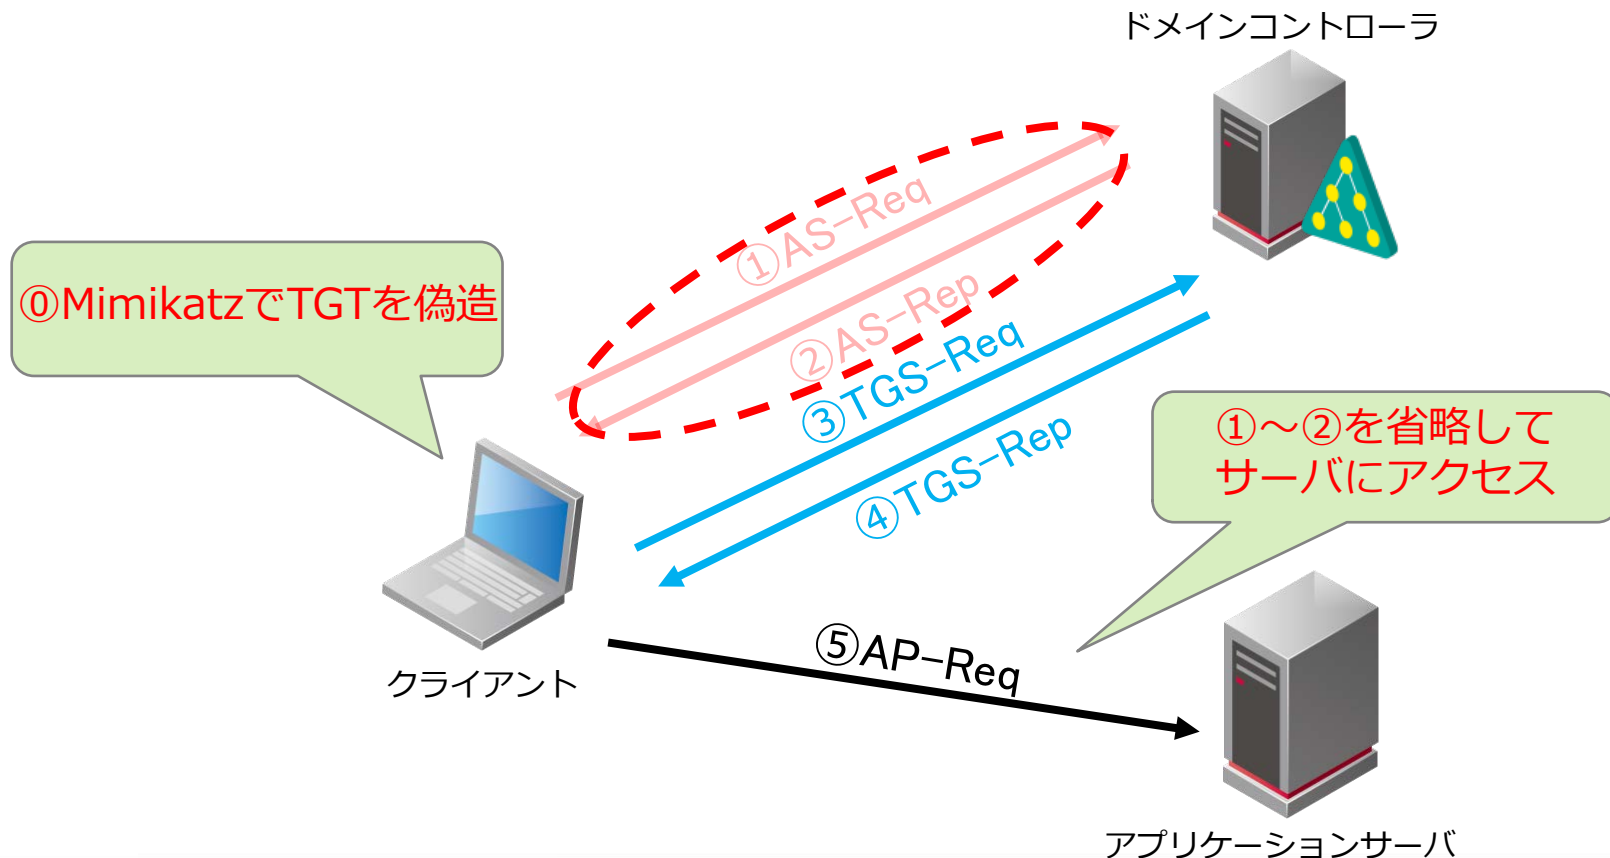 ドメインコントローラ
①AS-Req
②AS-Rep
⓪MimikatzでTGTを偽造
③TGS-Req
④TGS-Rep
①～②を省略して
サーバにアクセス
⑤AP-Req
クライアント
アプリケーションサーバ